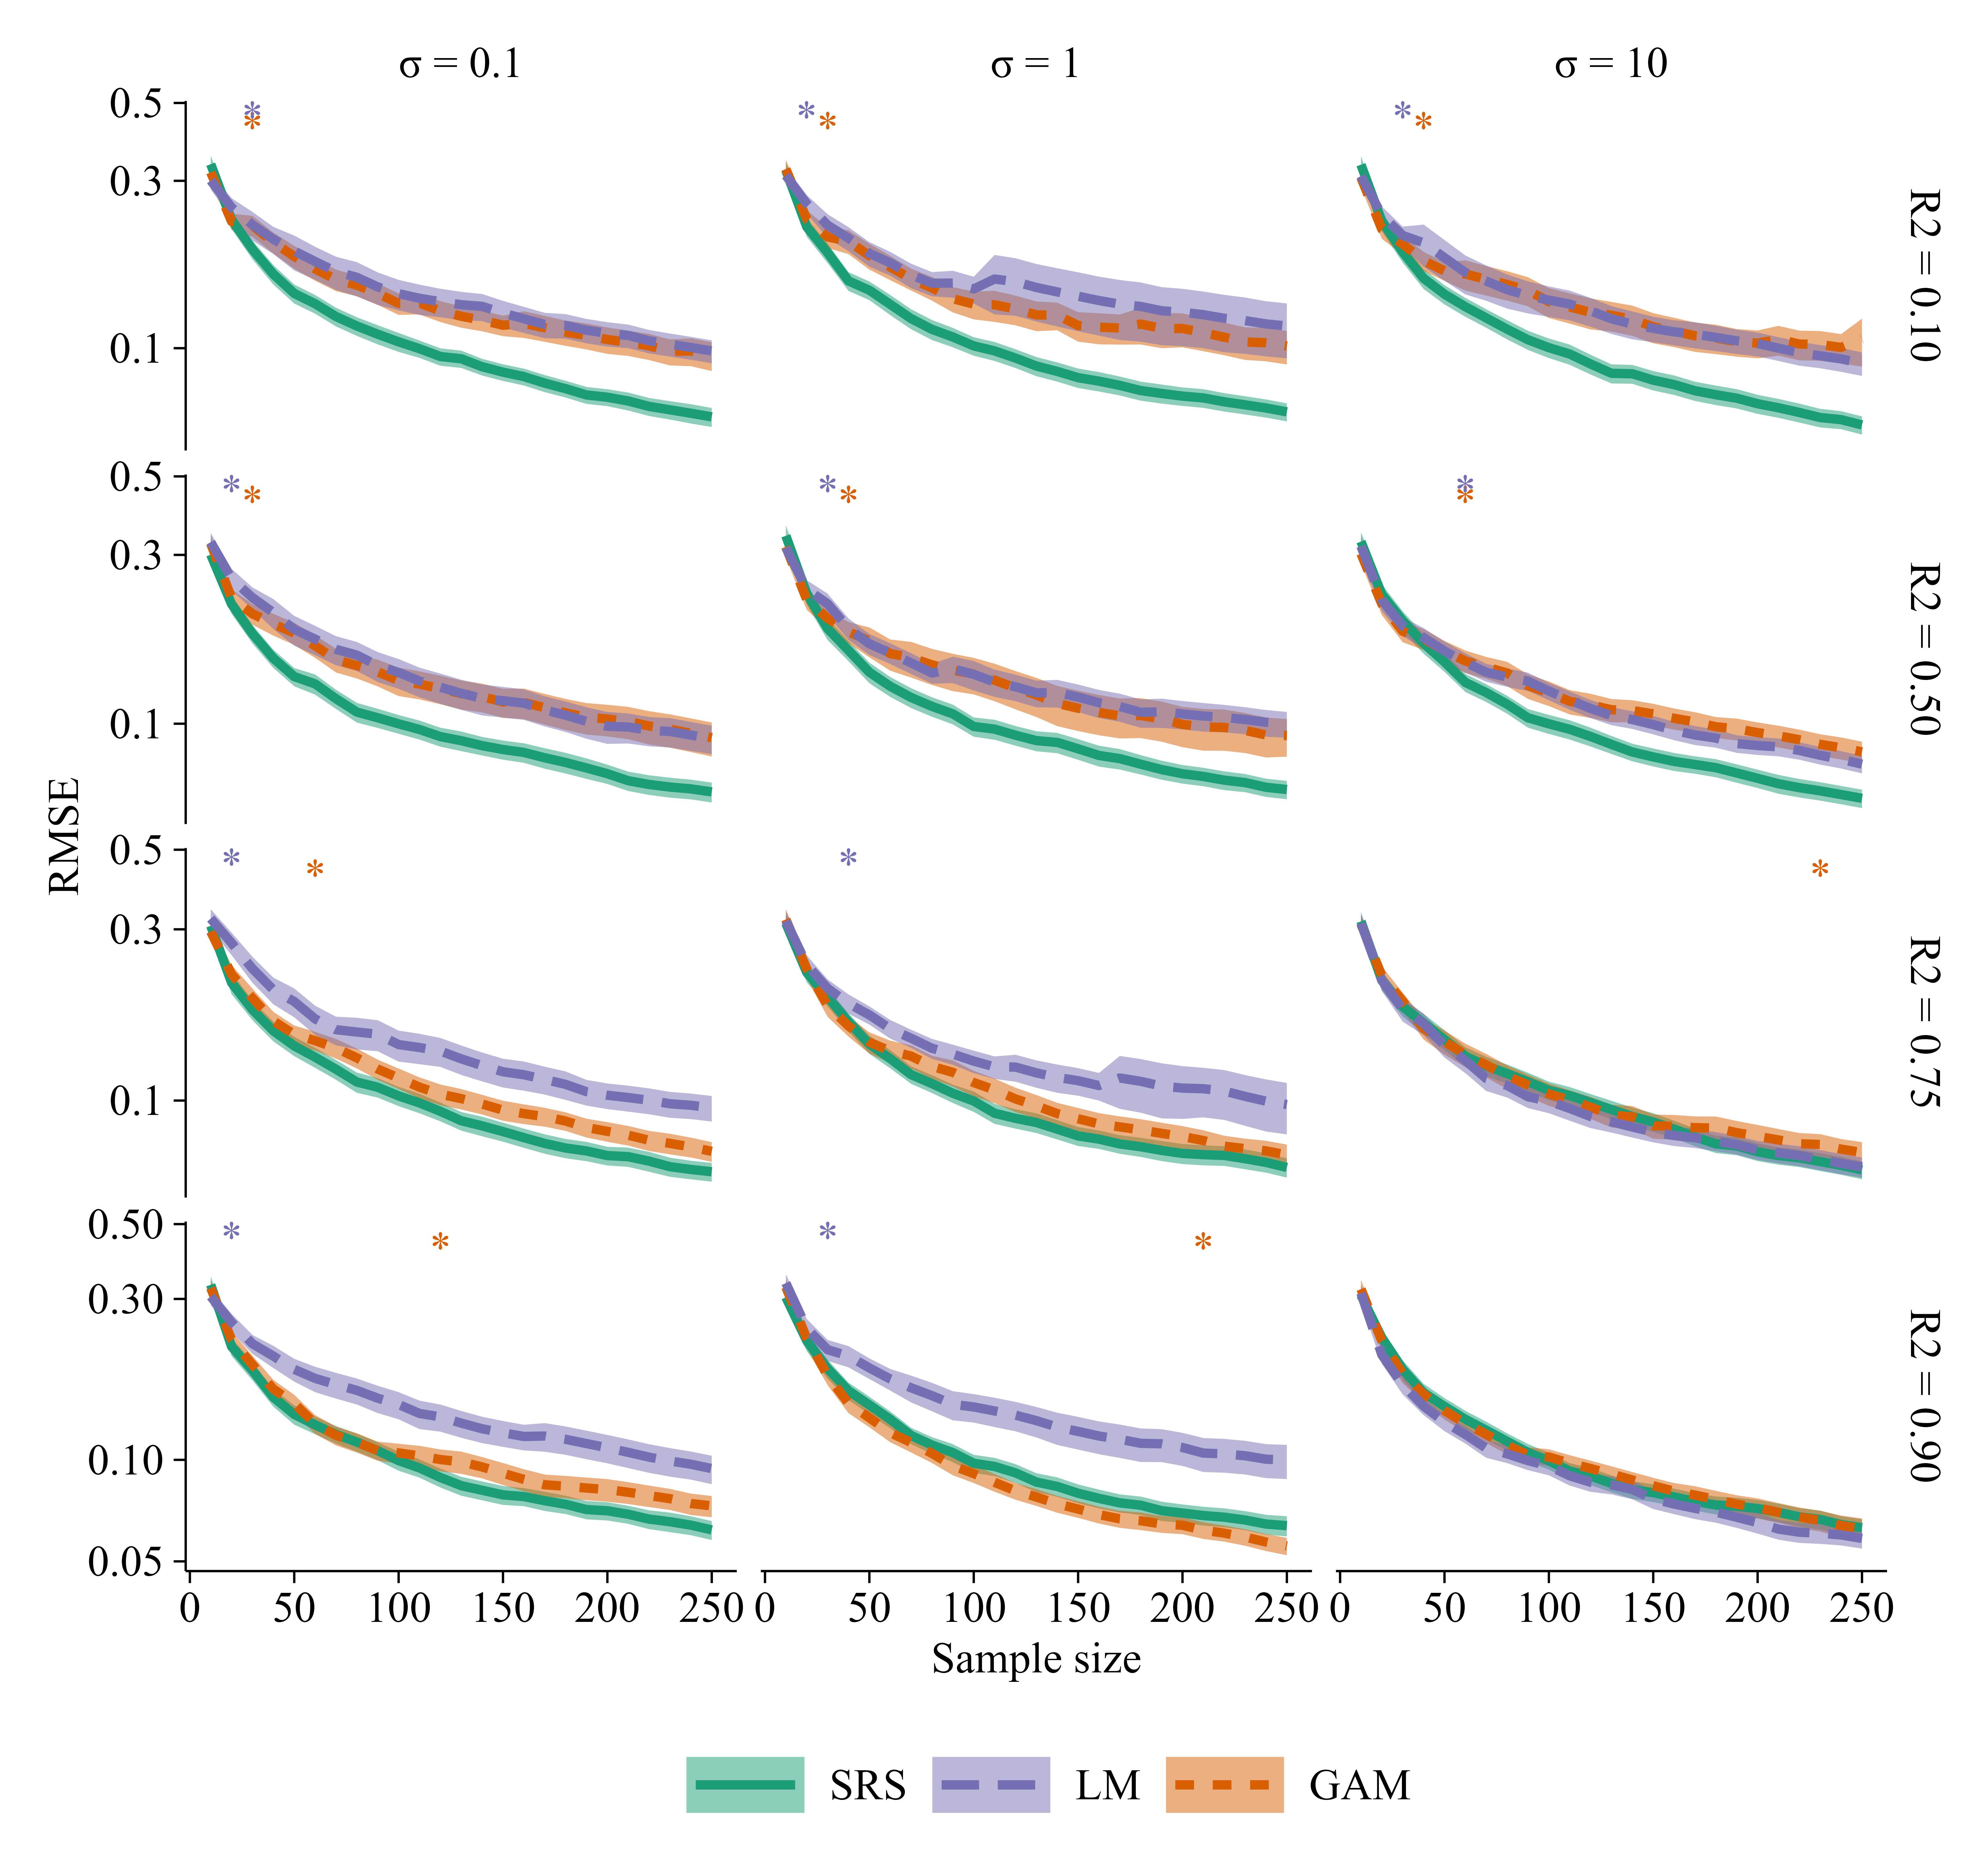 σ = 0.1 σ = 1 σ = 10
0.5
0.3
0.1
R2 = 0.10
0.5
0.3
0.1
R2 = 0.50
0.5
0.3
0.1
R2 = 0.75
0.50
0.30
0.10
0.05
R2 = 0.90
* *
* *
* *
* *
* *
* *
* *
*
*
* *
* *
RMSE
0 50 100 150 200 250 0 50 100 150 200 250 0 50 100 150 200 250
Sample size
SRS LM GAM